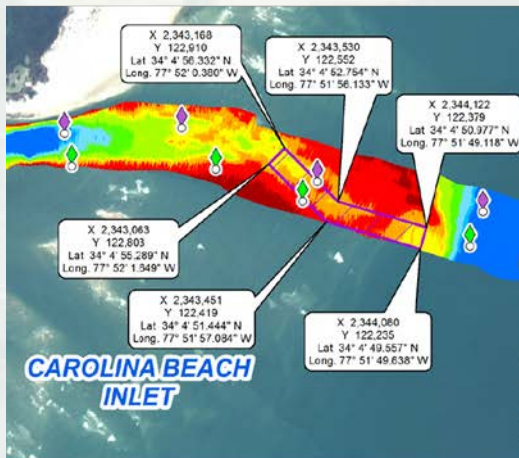 X 2,343,168
Y 122,910
Lat 34° 4' 56.332" N
Long. 77° 52' 0.380" W
X 2,343,530
Y 122,552
Lat 34° 4' 52.754" N
Long. 77° 51' 56.133" W
X 2,344,122
Y 122,379
Lat 34° 4' 50.977" N
Long. 77° 51' 49.118" W
X 2,343,063
Y 122,803
Lat 34° 4' 55.289" N
Long. 77° 52' 1.649" W
X 2,343,451
Y 122,419
Lat 34° 4' 51.444" N
Long. 77° 51' 57.084" W
X 2,344,080
Y 122,235
Lat 34° 4' 49.557" N
Long. 77° 51' 49.638" W
CAROLINA BEACH
INLET